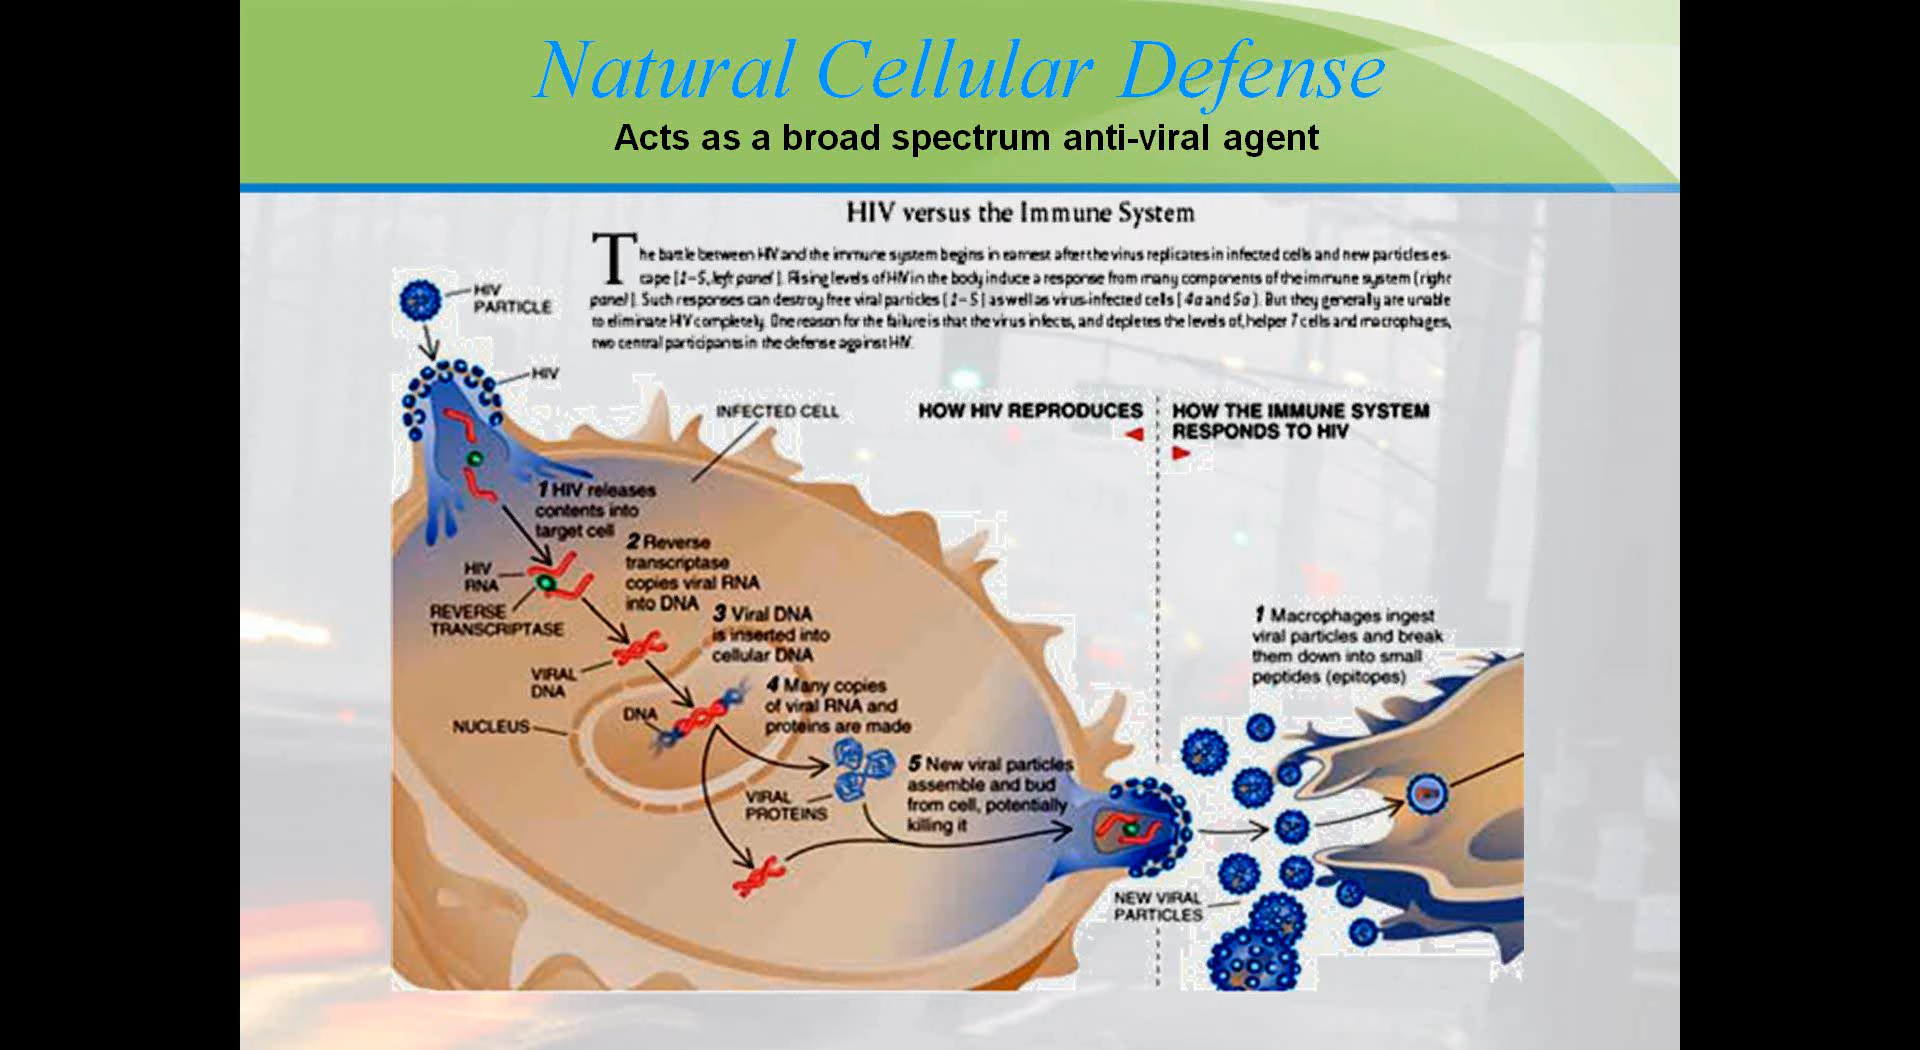 Natural Cellular Defense
Acts as a broad spectrum anti-viral agent
HIV versus the Immune System
The battle between HIV and the immune system begins in earnest after the virus replicates in infected cells and new particles es-
cape [1–5, left panel]. Rising levels of HIV in the body induce a response from many components of the immune system (right
panel). Such responses can destroy free viral particles [1–5] as well as virus-infected cells [4a and 5a]. But they generally are unable
to eliminate HIV completely. One reason for the failure is that the virus infects, and depletes the levels of, helper T cells and macrophages,
two central participants in the defense against HIV.
HIV
PARTICLE
HIV
INFECTED CELL
HOW HIV REPRODUCES
HOW THE IMMUNE SYSTEM
RESPONDS TO HIV
1 HIV releases
contents into
target cell
2 Reverse
transcriptase
copies viral RNA
into DNA
HIV
RNA
REVERSE
TRANSCRIPTASE
3 Viral DNA
is inserted into
cellular DNA
VIRAL
DNA
4 Many copies
of viral RNA and
proteins are made
DNA
NUCLEUS
5 New viral particles
assemble and bud
from cell, potentially
killing it
VIRAL
PROTEINS
1 Macrophages ingest
viral particles and break
them down into small
peptides (epitopes)
NEW VIRAL
PARTICLES